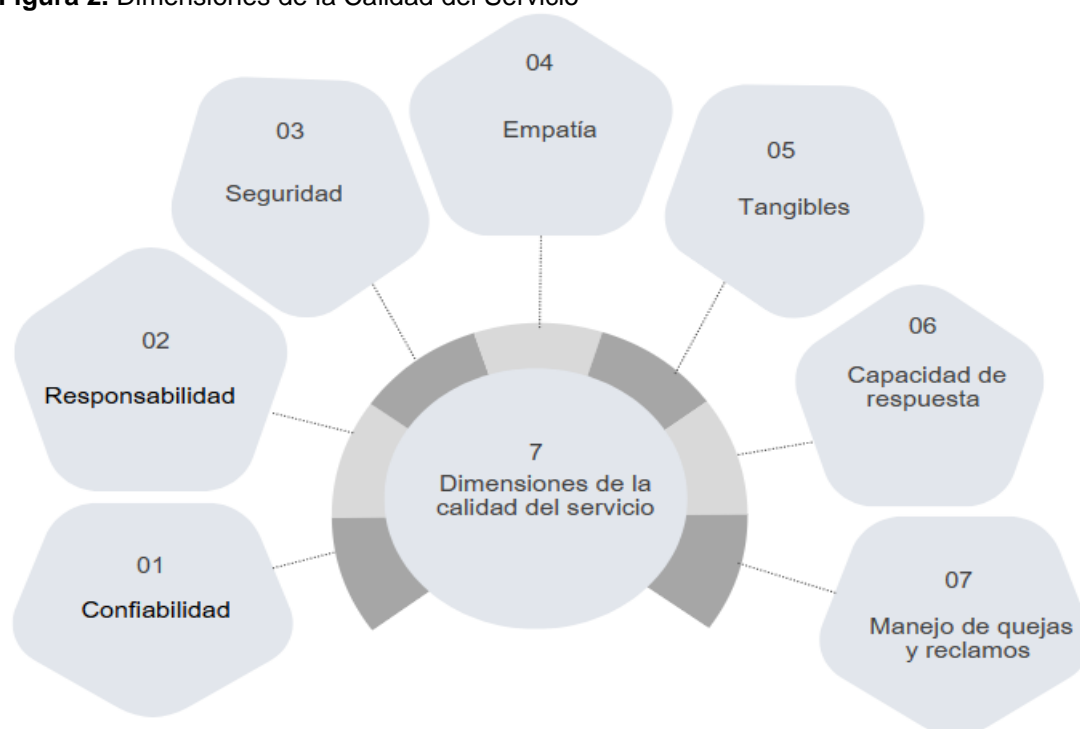 Figura 2. Dimensiones de la Calidad del Servicio
04
Empatía
03
Seguridad
05
Tangibles
02
Responsabilidad
06
Capacidad de
respuesta
7
Dimensiones de la
calidad del servicio
01
Confiabilidad
07
Manejo de quejas
y reclamos